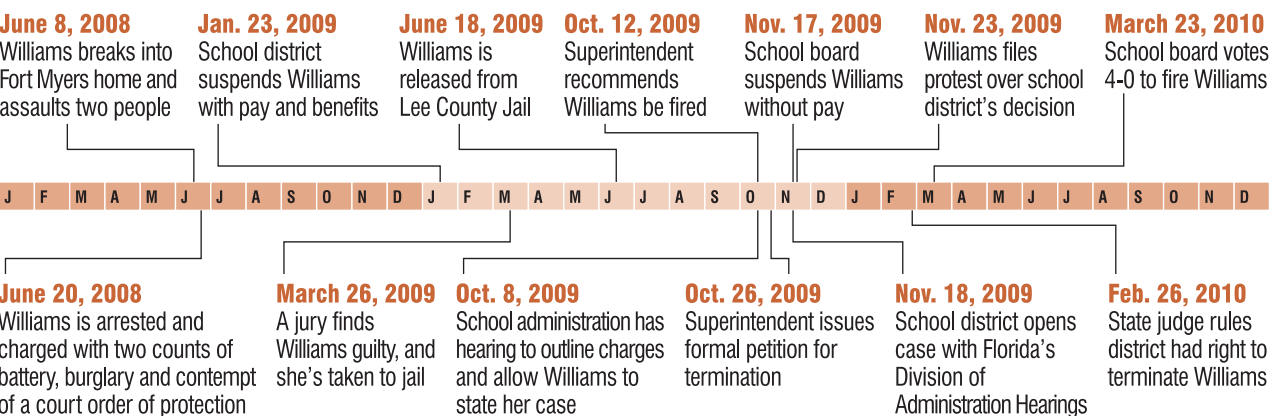 June 8, 2008
Williams breaks into
Fort Myers home and
assaults two people
Jan. 23, 2009
School district
suspends Williams
with pay and benefits
June 18, 2009
Williams is
released from
Lee County Jail
Oct. 12, 2009
Superintendent
recommends
Williams be fired
Nov. 17, 2009
School board
suspends Williams
without pay
Nov. 23, 2009
Williams files
protest over school
district's decision
March 23, 2010
School board votes
4-0 to fire Williams
J F M A M J J A S O N D J F M A M J J A S O N D J F M A M J J A S O N D
June 20, 2008
Williams is arrested and
charged with two counts of
battery, burglary and contempt
of a court order of protection
March 26, 2009
A jury finds
Williams guilty, and
she's taken to jail
Oct. 8, 2009
School administration has
hearing to outline charges
and allow Williams to
state her case
Oct. 26, 2009
Superintendent issues
formal petition for
termination
Nov. 18, 2009
School district opens
case with Florida's
Division of
Administration Hearings
Feb. 26, 2010
State judge rules
district had right to
terminate Williams